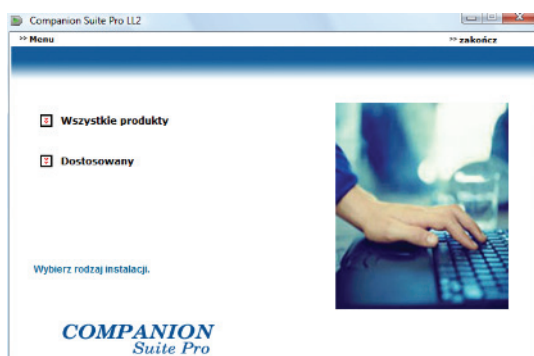 Companion Suite Pro LL2
>> Menu
>> zakończ
Wszystkie produkty
Dostosowany
Wybierz rodzaj instalacji.
COMPANION
Suite Pro